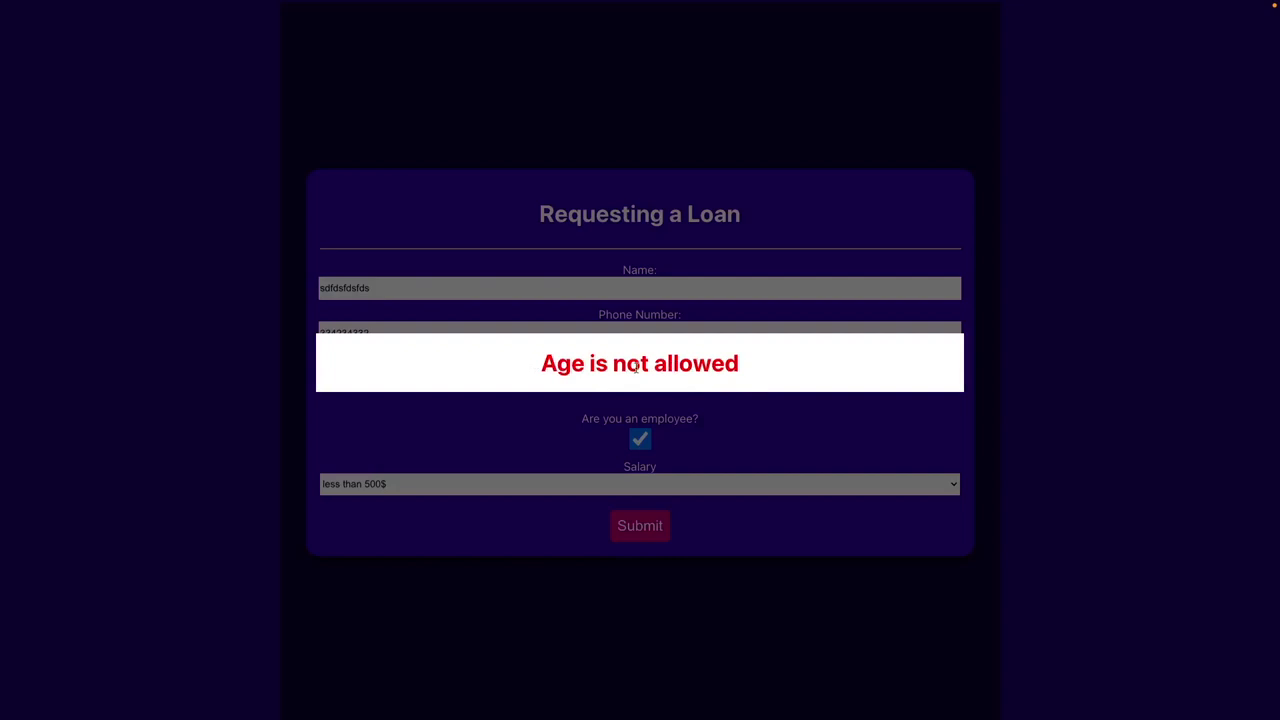 Requesting a Loan
Name:
sdfdsfdsfds
Phone Number:
Age is not allowed
Are you an employee?
Salary
less than 500$
Submit